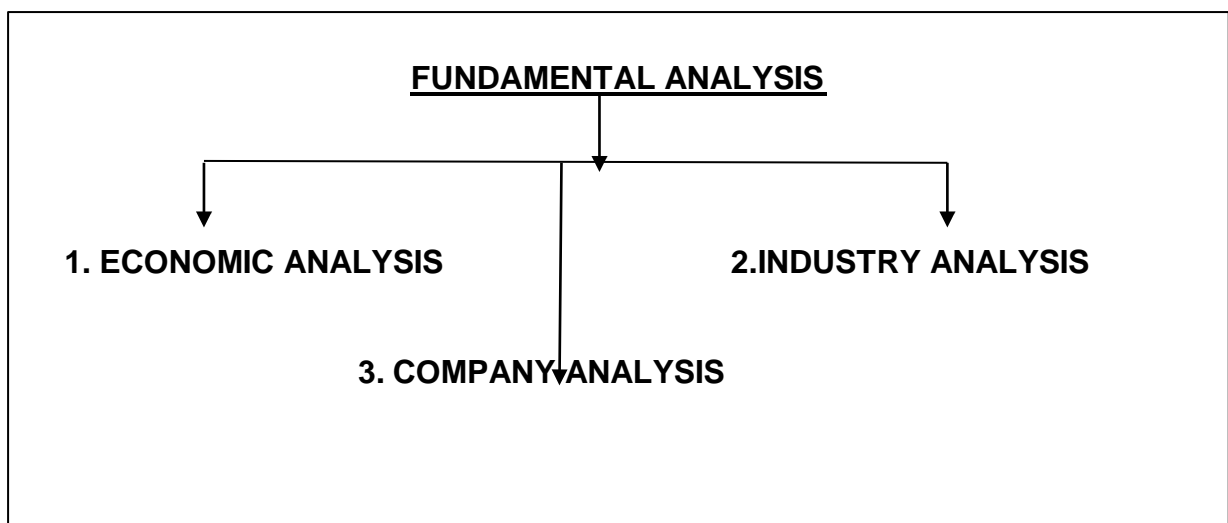 FUNDAMENTAL ANALYSIS
1. ECONOMIC ANALYSIS
2.INDUSTRY ANALYSIS
3. COMPANY ANALYSIS